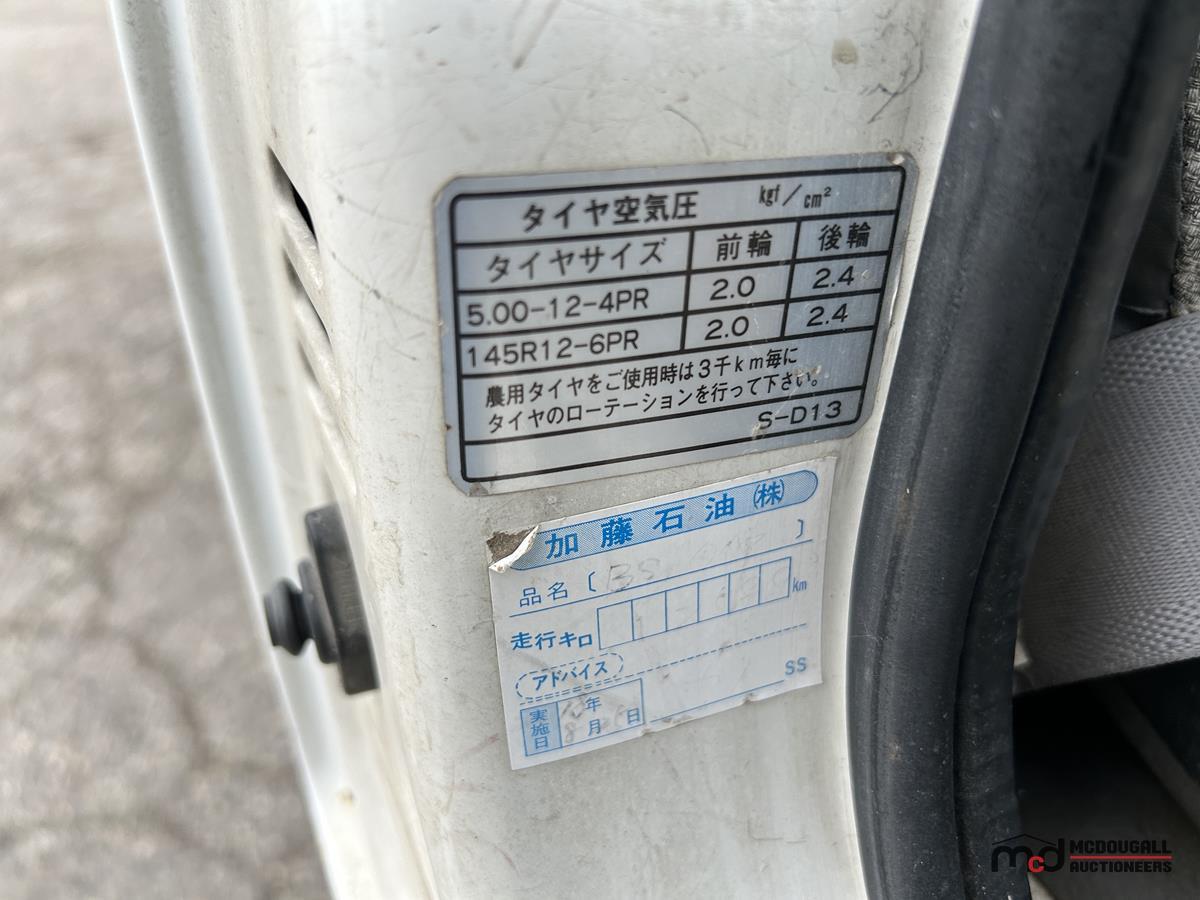 タイヤ空気圧 kgf/cm²
タイヤサイズ 前輪 後輪
5.00-12-4PR 2.0 2.4
145R12-6PR 2.0 2.4
農用タイヤをご使用時は3千km毎に
タイヤのローテーションを行って下さい。
S-D13
加藤石油(株)
品名〔 BS 〕
走行キロ km
アドバイス
SS
実施日 年
8月 日
mcd MCDOUGALL
AUCTIONEERS